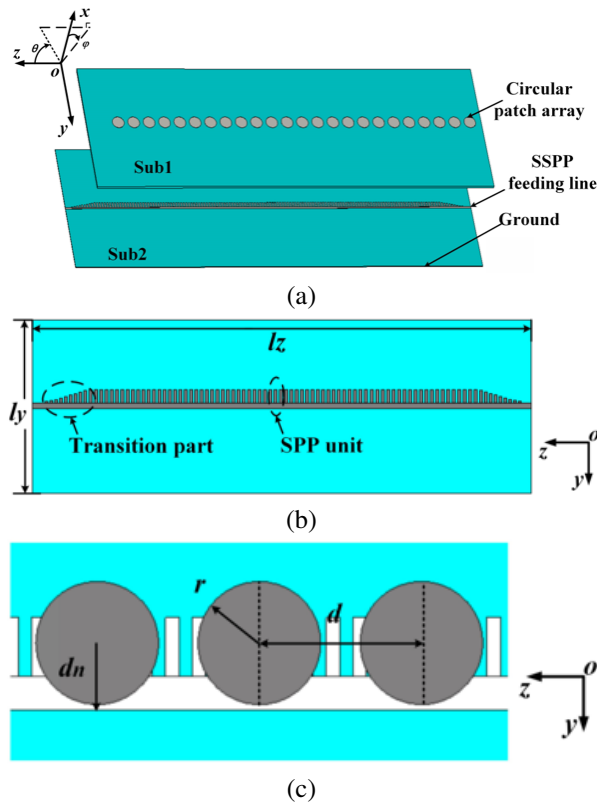 x
z
θ
r
φ
o
y
Circular
patch array
Sub1
SSPP
feeding line
Ground
Sub2
(a)
lz
ly
Transition part
SPP unit
z
o
y
(b)
r
d
dn
z
o
y
(c)